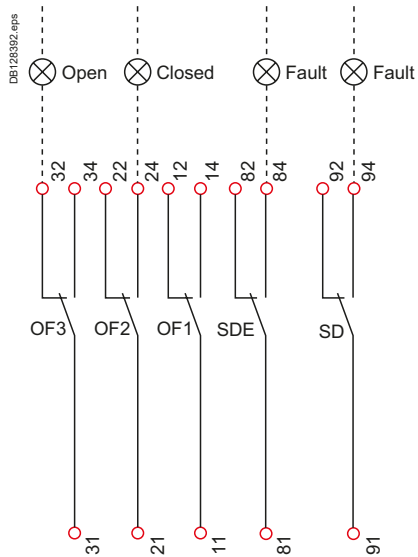 DB128392.eps
Open
Closed
Fault
Fault
32
34
22
24
12
14
82
84
92
94
OF3
OF2
OF1
SDE
SD
31
21
11
81
91